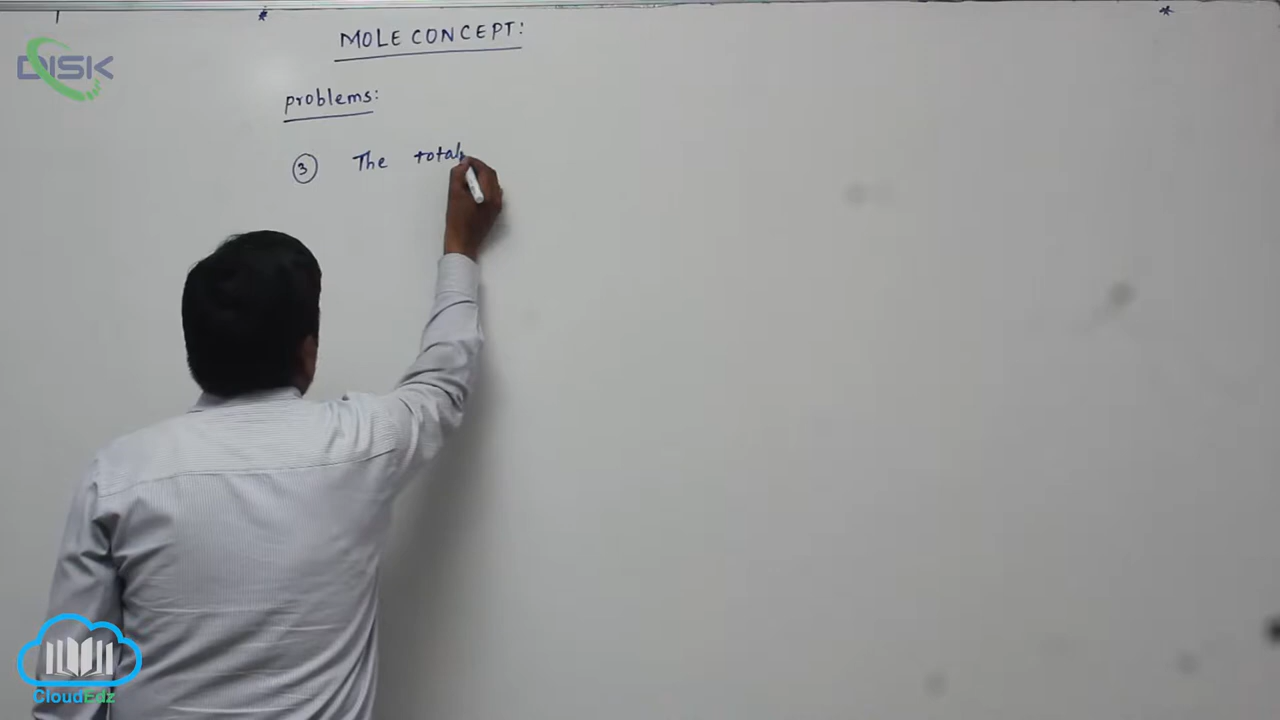 MOLE CONCEPT:
DISK
problems:
③ The total
CloudEdz